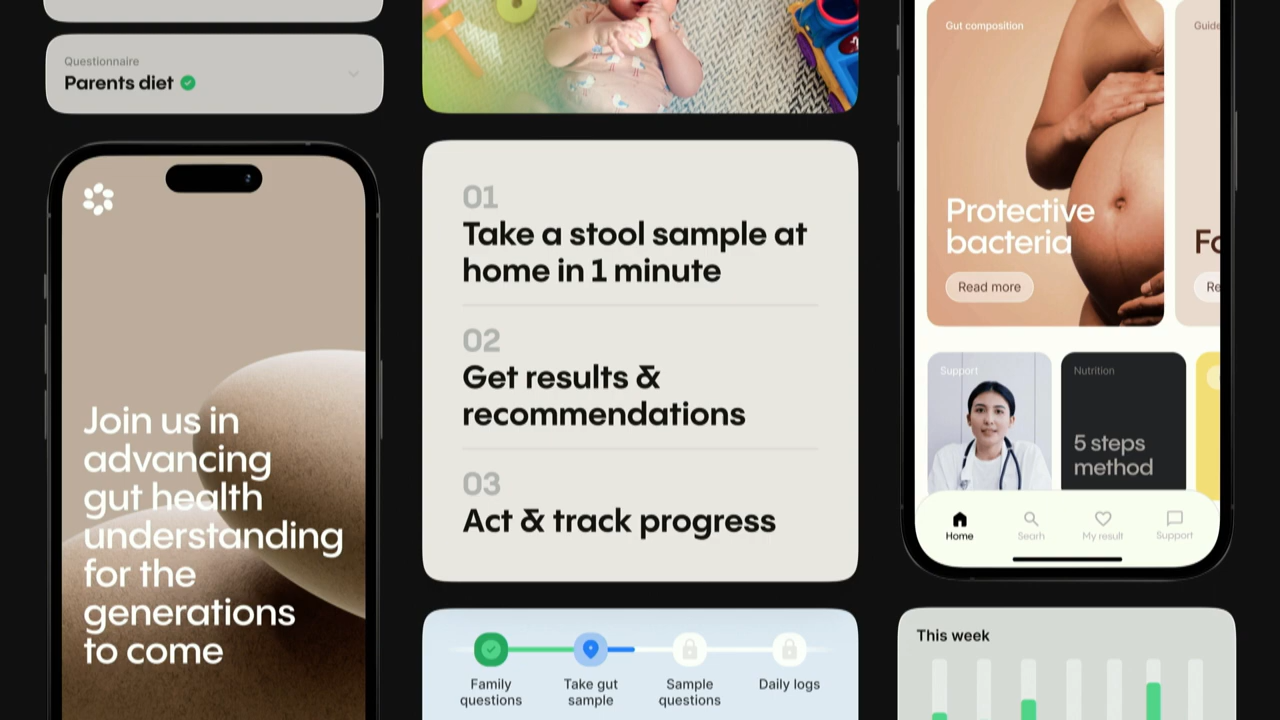 Questionnaire
Parents diet
Join us in
advancing
gut health
understanding
for the
generations
to come
01
Take a stool sample at
home in 1 minute
02
Get results &
recommendations
03
Act & track progress
Family
questions
Take gut
sample
Sample
questions
Daily logs
Gut composition
Protective
bacteria
Read more
Guide
Fo
Re
Support
Nutrition
5 steps
method
Home
Searh
My result
Support
This week